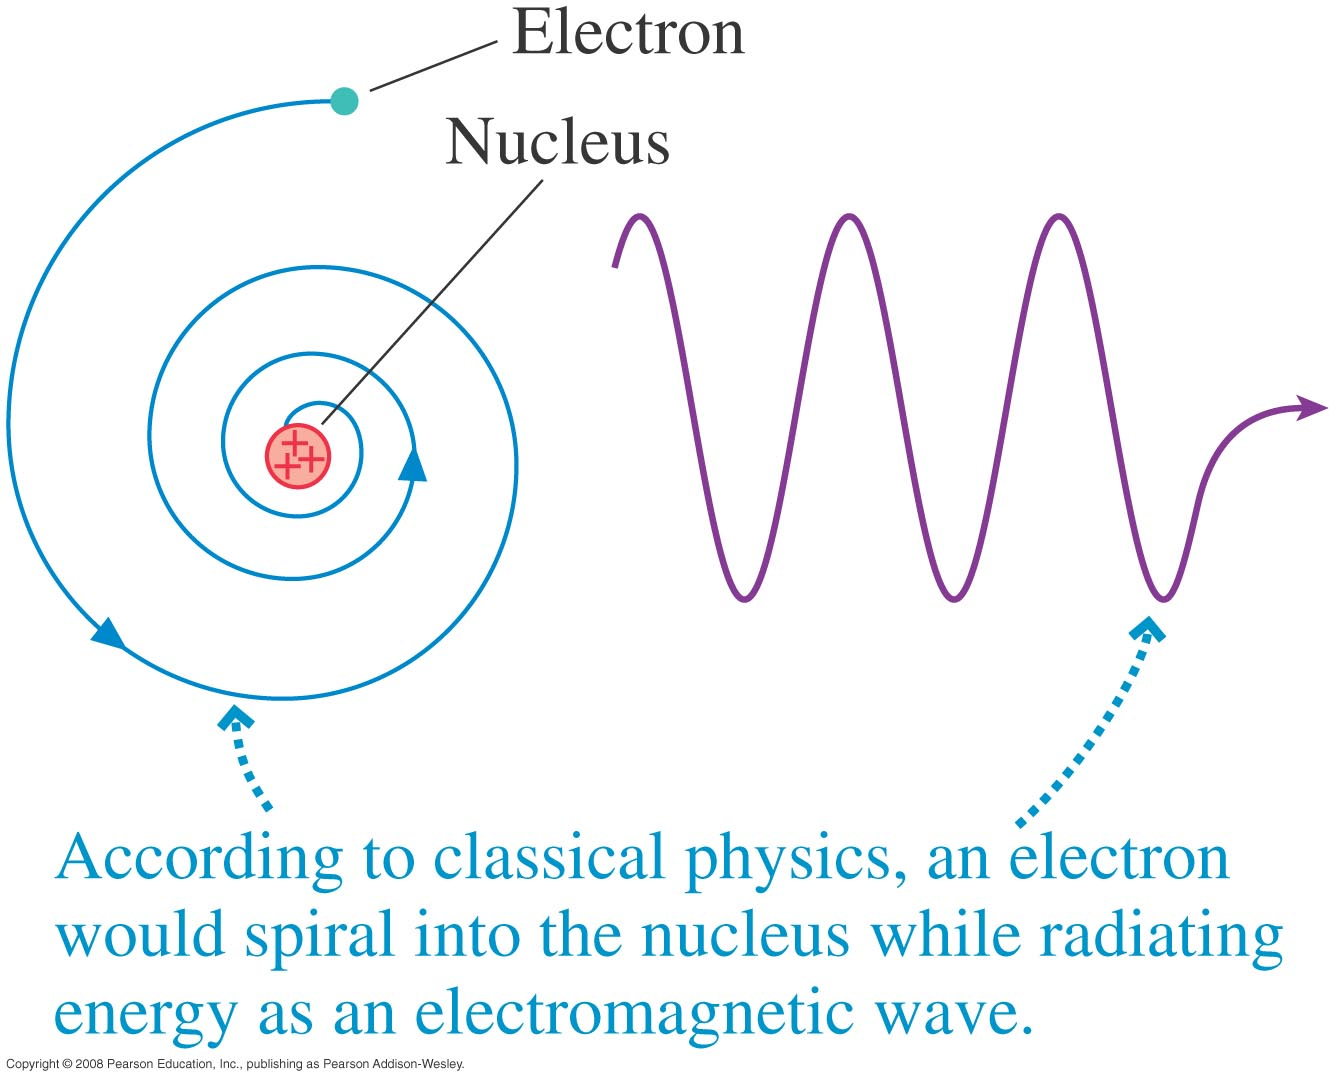 Electron
Nucleus
+
+ +
According to classical physics, an electron
would spiral into the nucleus while radiating
energy as an electromagnetic wave.
Copyright © 2008 Pearson Education, Inc., publishing as Pearson Addison-Wesley.